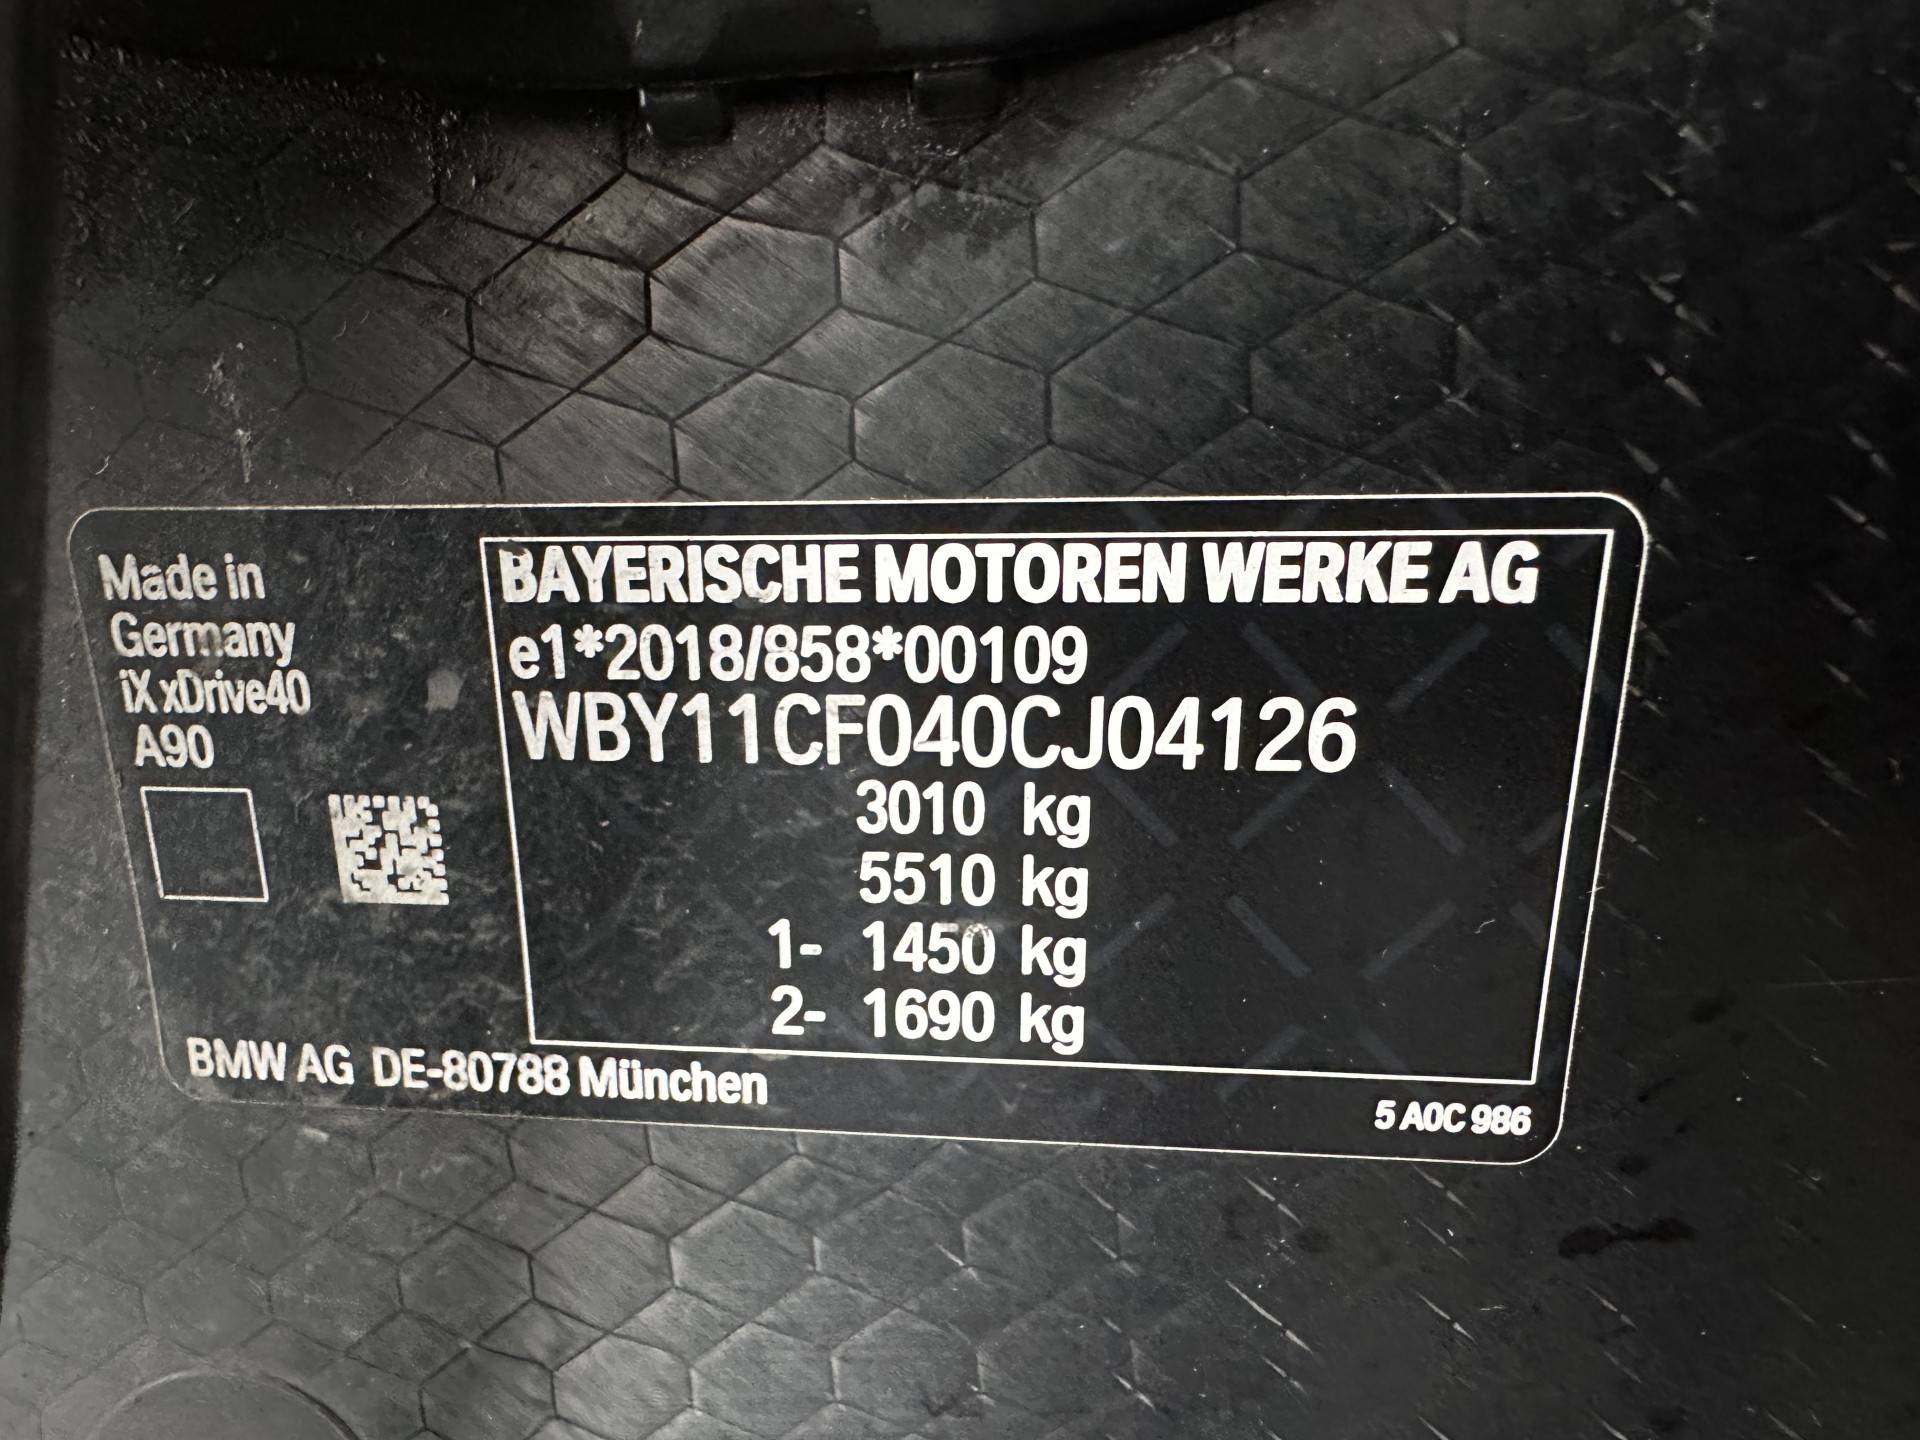 Made in
Germany
iX xDrive40
A90
BAYERISCHE MOTOREN WERKE AG
e1*2018/858*00109
WBY11CF040CJ04126
3010 kg
5510 kg
1- 1450 kg
2- 1690 kg
BMW AG DE-80788 München
5 A0C 986